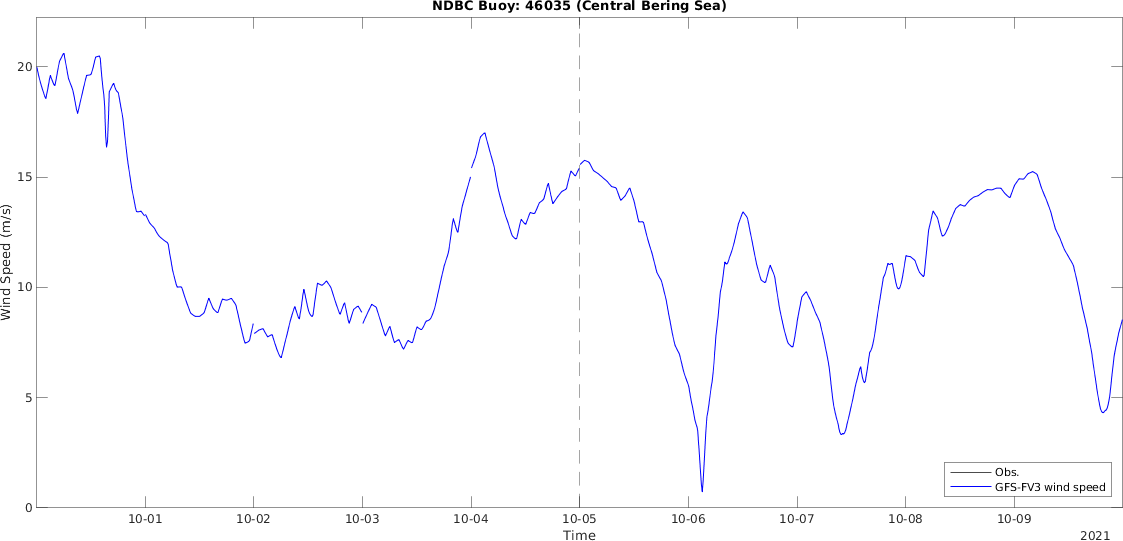 NDBC Buoy: 46035 (Central Bering Sea)
20
15
10
5
0
Wind Speed (m/s)
10-01 10-02 10-03 10-04 10-05 10-06 10-07 10-08 10-09
Time
2021
Obs.
GFS-FV3 wind speed